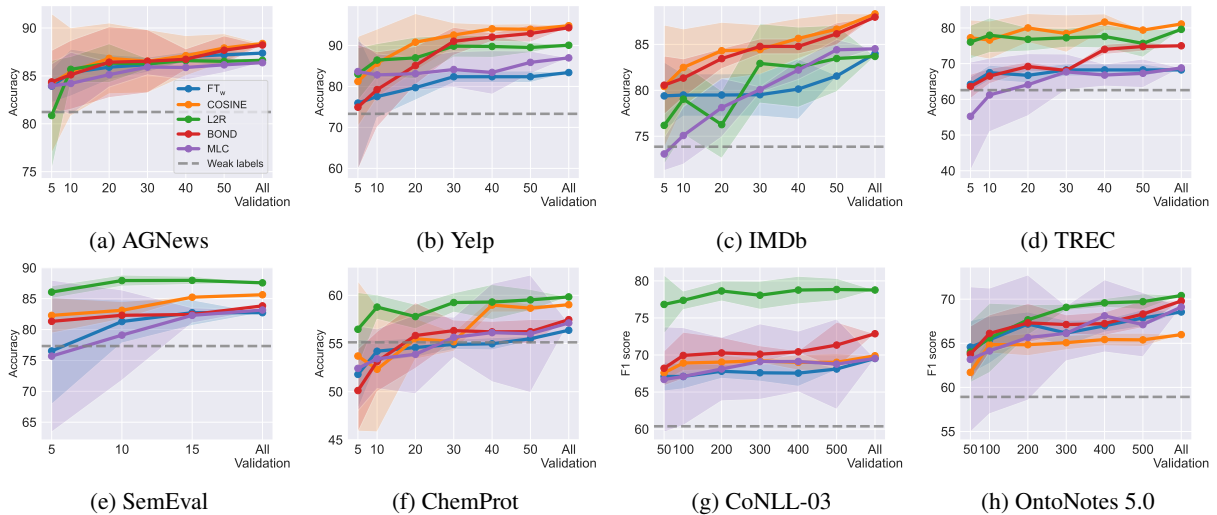 90
85
80
75
Accuracy
FTw
COSINE
L2R
BOND
MLC
Weak labels
5 10 20 30 40 50 All
Validation
(a) AGNews
100
90
80
70
60
Accuracy
5 10 20 30 40 50 All
Validation
(b) Yelp
85
80
75
Accuracy
5 10 20 30 40 50 All
Validation
(c) IMDb
80
70
60
50
40
Accuracy
5 10 20 30 40 50 All
Validation
(d) TREC
90
85
80
75
70
65
Accuracy
5 10 15 All
Validation
(e) SemEval
60
55
50
45
Accuracy
5 10 20 30 40 50 All
Validation
(f) ChemProt
80
75
70
65
60
F1 score
50 100 200 300 400 500 All
Validation
(g) CoNLL-03
70
65
60
55
F1 score
50 100 200 300 400 500 All
Validation
(h) OntoNotes 5.0